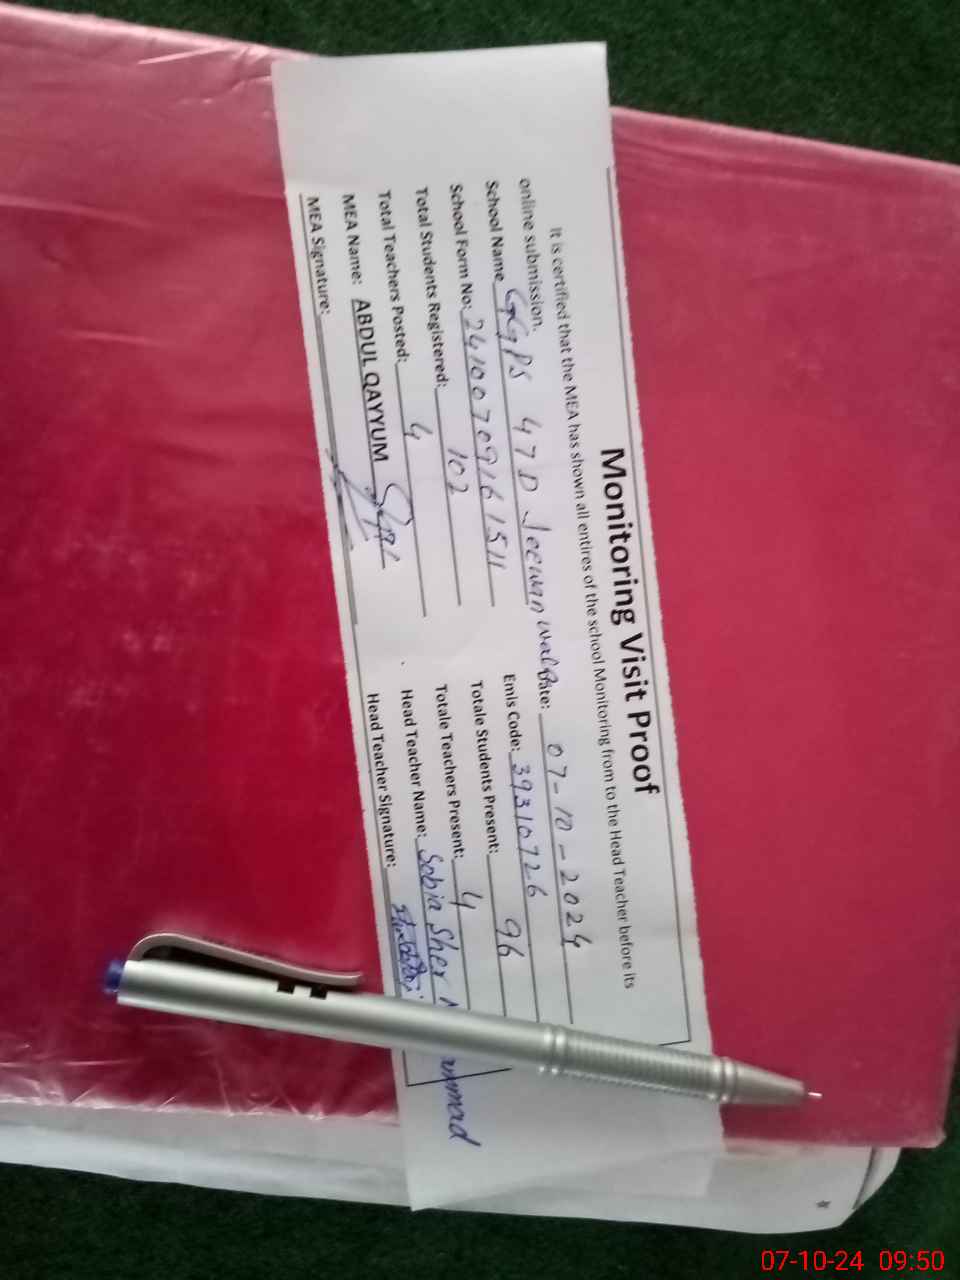 Monitoring Visit Proof
It is certified that the MEA has shown all entires of the school Monitoring from to the Head Teacher before its
online submission.
School Name GGPS 47D Jeewan wala Date: 07-10-2024
School Form No: 24100709161511 Emis Code: 39310726
Total Students Registered: 102 Totale Students Present: 96
Total Teachers Posted: 4 Totale Teachers Present: 4
MEA Name: ABDUL QAYYUM Head Teacher Name: Sobia Sher
MEA Signature: Head Teacher Signature:
07-10-24 09:50